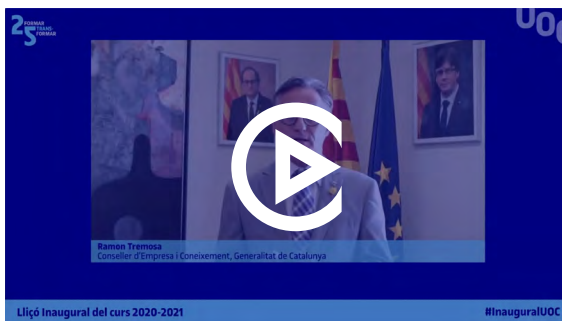 25 FORMAR
TRANS-
FORMAR
UOC
Ramon Tremosa
Conseller d'Empresa i Coneixement, Generalitat de Catalunya
Lliçó Inaugural del curs 2020-2021
#InauguralUOC